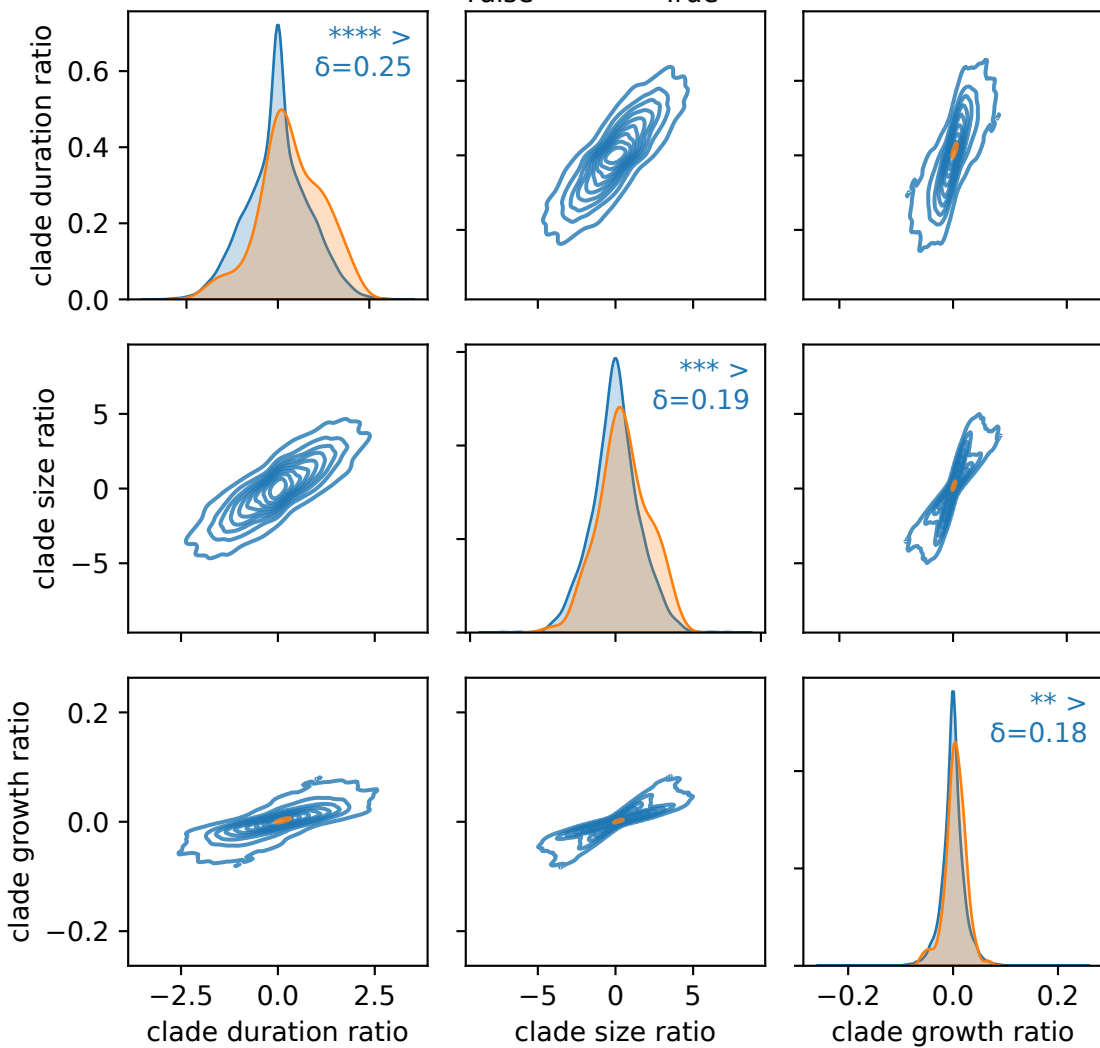 True
clade duration ratio
0.6
0.4
0.2
0.0
**** >
δ=0.25
clade size ratio
5
0
−5
*** >
δ=0.19
clade growth ratio
0.2
0.0
−0.2
** >
δ=0.18
−2.5 0.0 2.5
−5 0 5
−0.2 0.0 0.2
clade duration ratio
clade size ratio
clade growth ratio